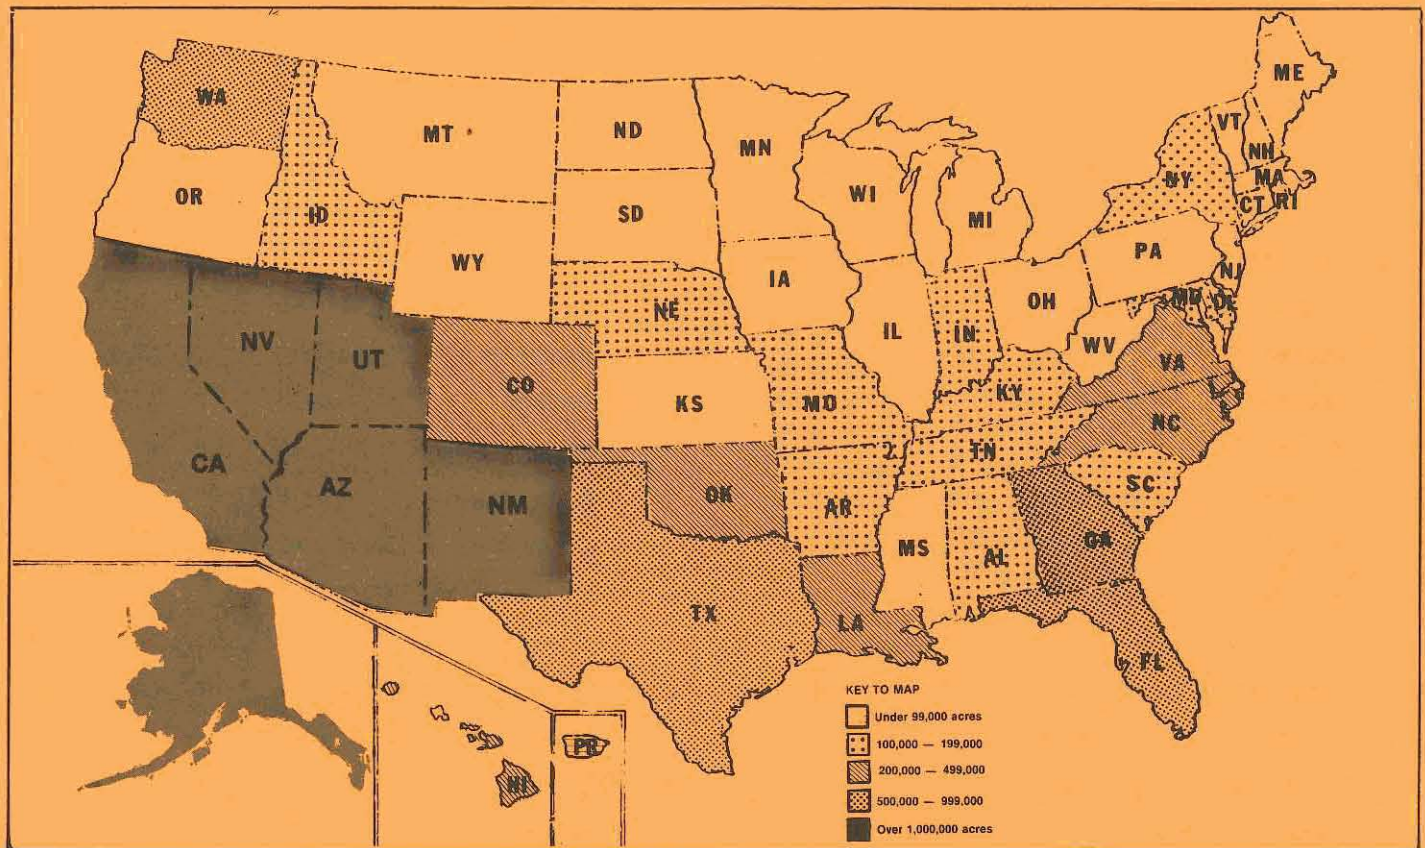 ME
WA
MT
ND
MN
VT
NH
OR
ID
SD
WI
MI
NY
MA
CT
RI
WY
IA
PA
NJ
NV
UT
NE
IL
IN
OH
MD
DE
CO
KS
MO
KY
WV
VA
CA
AZ
NM
OK
AR
TN
NC
SC
MS
AL
GA
TX
LA
FL
PR
KEY TO MAP
Under 99,000 acres
100,000 — 199,000
200,000 — 499,000
500,000 — 999,000
Over 1,000,000 acres